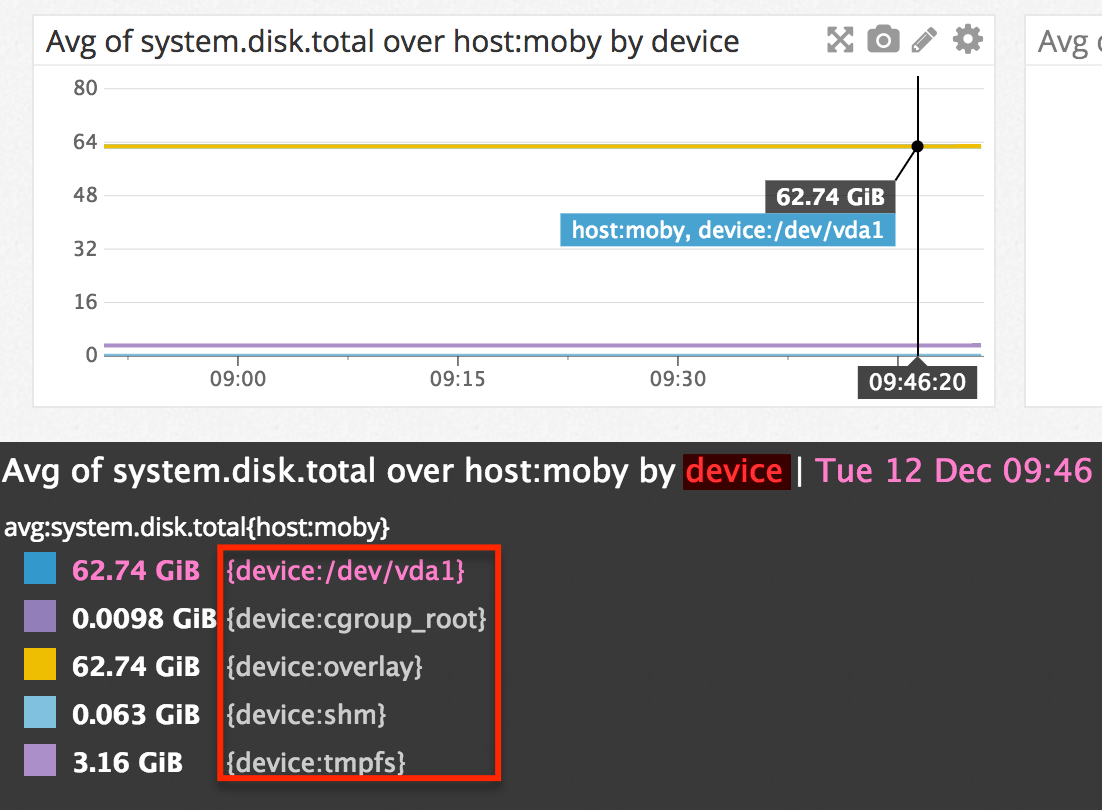 Avg of system.disk.total over host:moby by device
Avg
80
64
48
32
16
0
62.74 GiB
host:moby, device:/dev/vda1
09:00
09:15
09:30
09:46:20
Avg of system.disk.total over host:moby by device | Tue 12 Dec 09:46
avg:system.disk.total{host:moby}
62.74 GiB {device:/dev/vda1}
0.0098 GiB {device:cgroup_root}
62.74 GiB {device:overlay}
0.063 GiB {device:shm}
3.16 GiB {device:tmpfs}